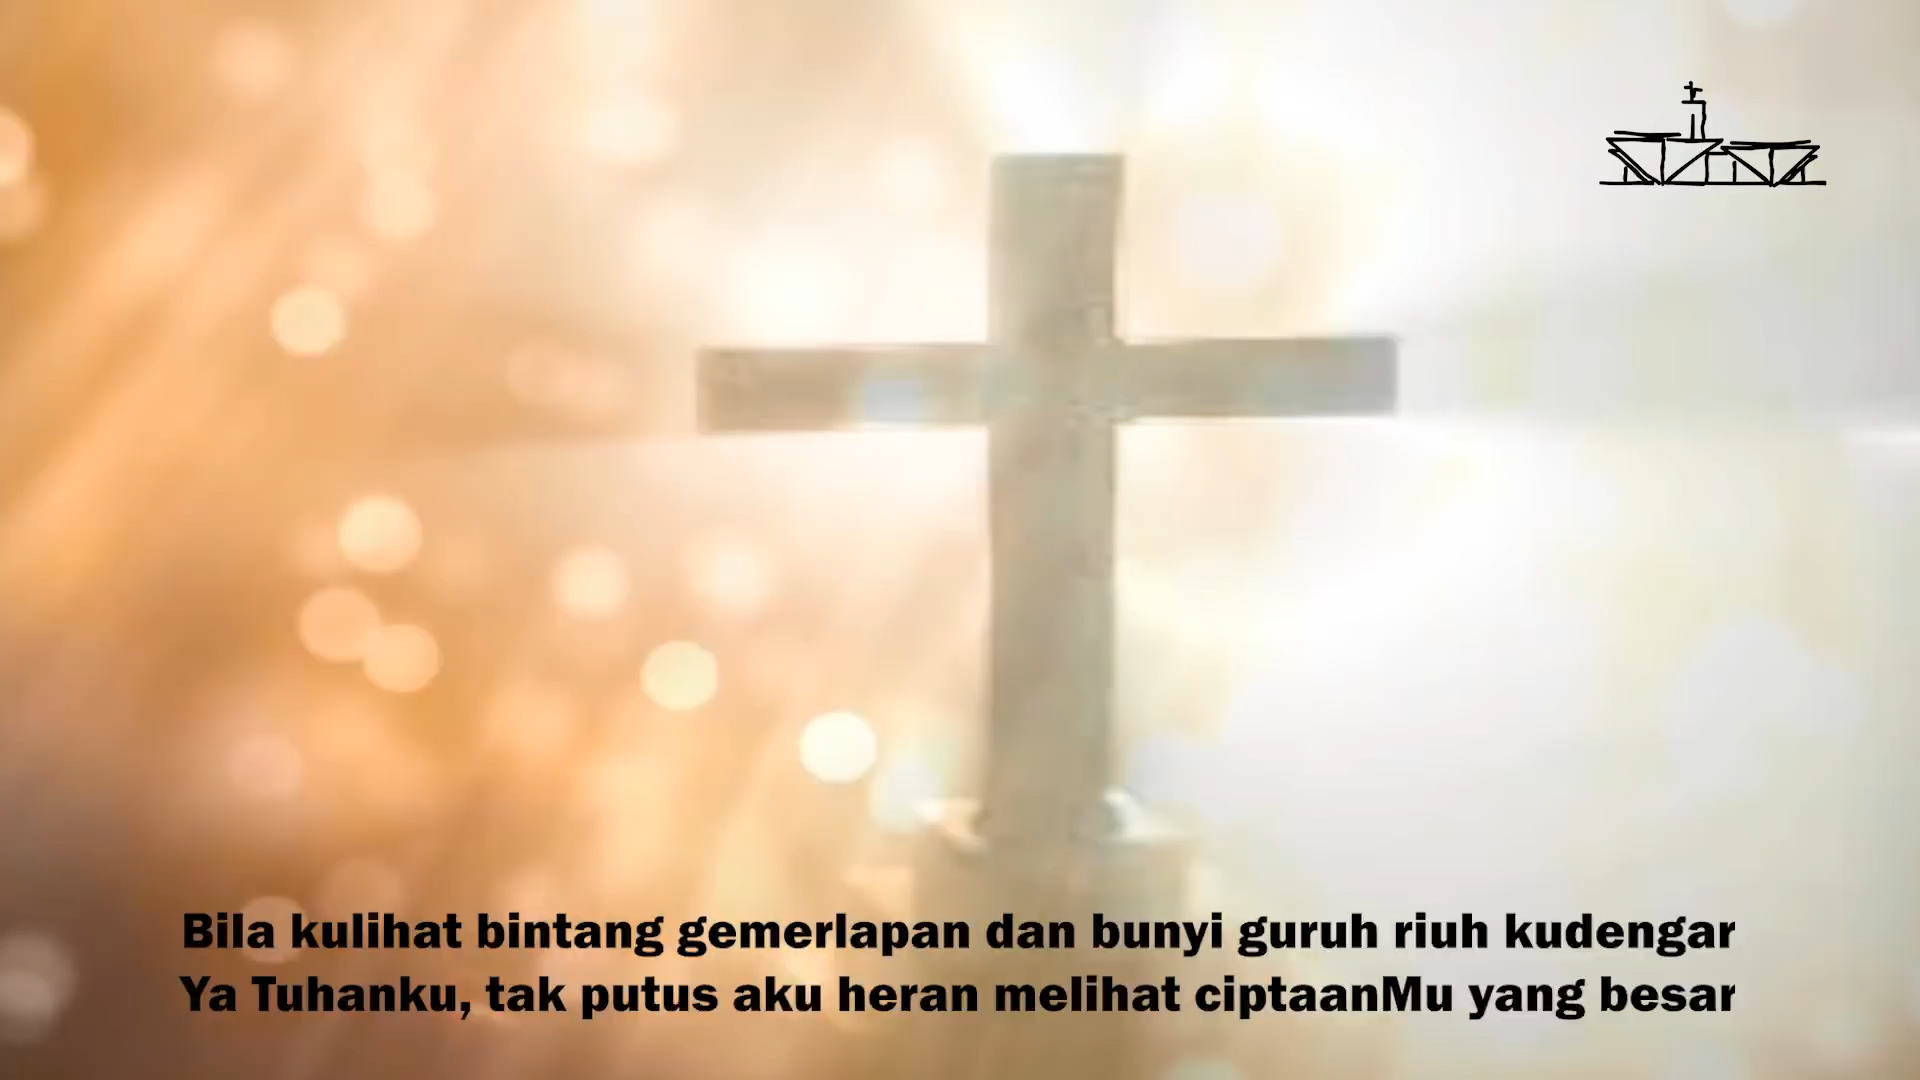 Bila kulihat bintang gemerlapan dan bunyi guruh riuh kudengar
Ya Tuhanku, tak putus aku heran melihat ciptaanMu yang besar